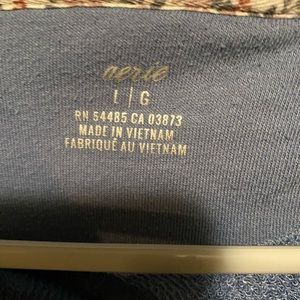 aerie
L | G
RN 54485 CA 03873
MADE IN VIETNAM
FABRIQUÉ AU VIETNAM